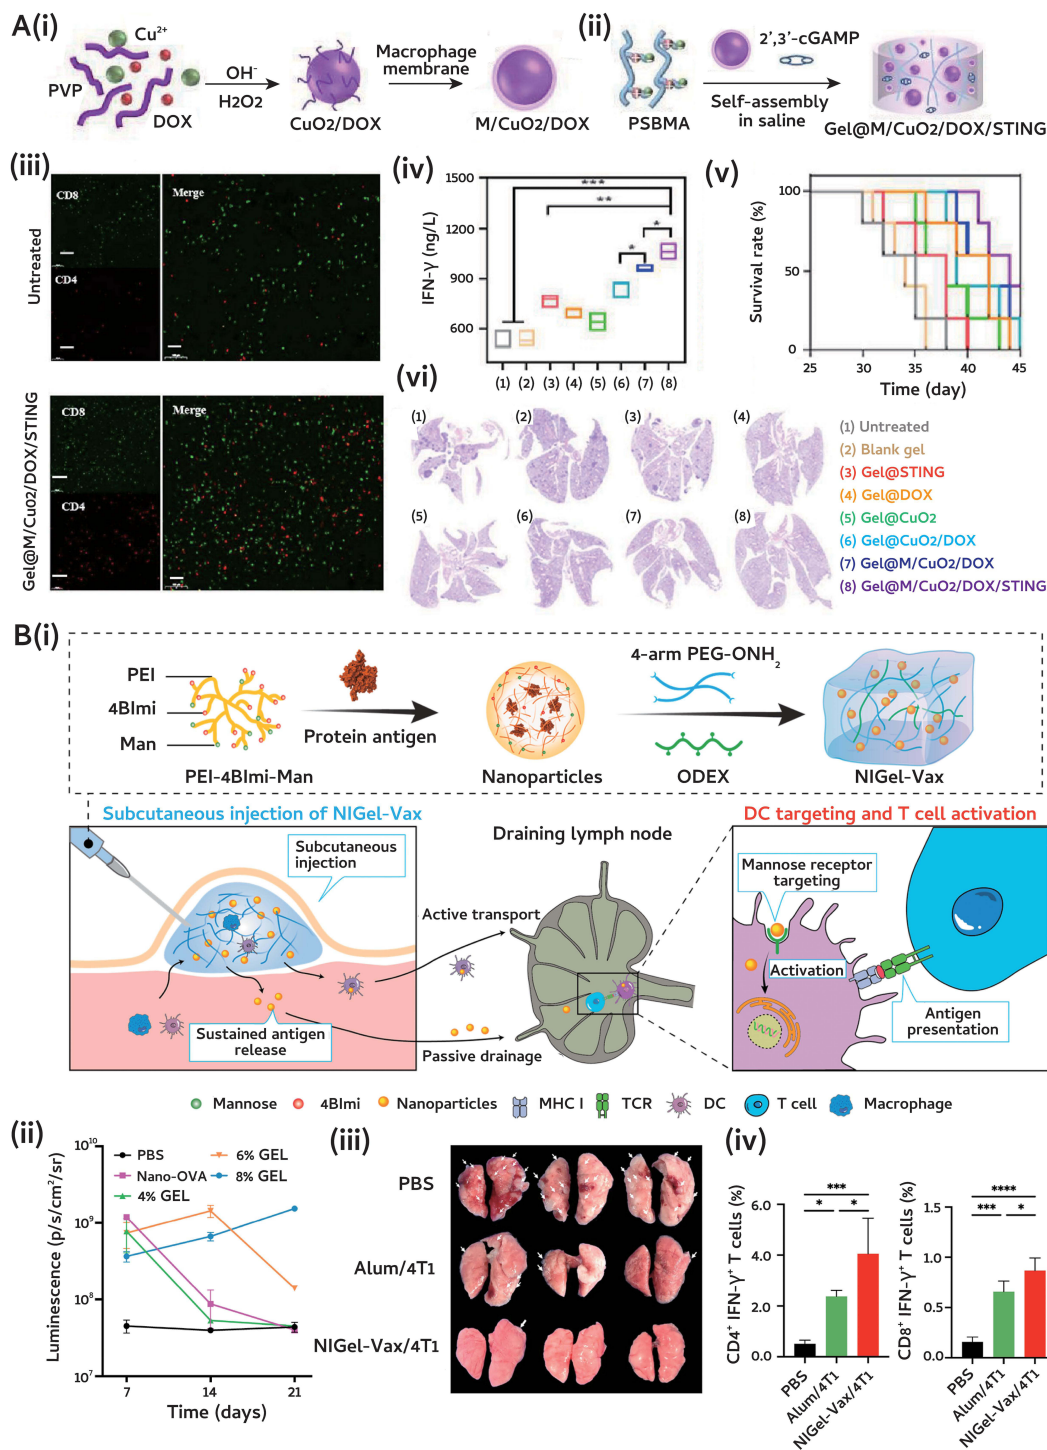 A(i)
Cu²⁺
PVP
DOX
OH⁻
H2O2
CuO2/DOX
Macrophage
membrane
M/CuO2/DOX
(ii)
PSBMA
2′,3′-cGAMP
Self-assembly
in saline
Gel@M/CuO2/DOX/STING
(iii)
Untreated
CD8
CD4
Merge
Gel@M/CuO2/DOX/STING
CD8
CD4
Merge
(iv)
IFN-γ (ng/L)
1500
1200
900
600
***
**
*
*
(1) (2) (3) (4) (5) (6) (7) (8)
(v)
Survival rate (%)
100
50
0
25 30 35 40 45
Time (day)
(vi)
(1) (2) (3) (4)
(5) (6) (7) (8)
(1) Untreated
(2) Blank gel
(3) Gel@STING
(4) Gel@DOX
(5) Gel@CuO2
(6) Gel@CuO2/DOX
(7) Gel@M/CuO2/DOX
(8) Gel@M/CuO2/DOX/STING
B(i)
PEI
4BImi
Man
PEI-4BImi-Man
Protein antigen
Nanoparticles
4-arm PEG-ONH₂
ODEX
NIGel-Vax
Subcutaneous injection of NIGel-Vax
Subcutaneous
injection
Sustained antigen
release
Active transport
Passive drainage
Draining lymph node
DC targeting and T cell activation
Mannose receptor
targeting
Activation
Antigen
presentation
Mannose
4BImi
Nanoparticles
MHC I
TCR
DC
T cell
Macrophage
(ii)
Luminescence (p/s/cm²/sr)
10¹⁰
10⁹
10⁸
10⁷
PBS
Nano-OVA
4% GEL
6% GEL
8% GEL
7 14 21
Time (days)
(iii)
PBS
Alum/4T1
NIGel-Vax/4T1
(iv)
CD4⁺ IFN-γ⁺ T cells (%)
6.0
4.0
2.0
0.0
***
* *
PBS
Alum/4T1
NIGel-Vax/4T1
CD8⁺ IFN-γ⁺ T cells (%)
1.5
1.0
0.5
0.0
****
*** *
PBS
Alum/4T1
NIGel-Vax/4T1